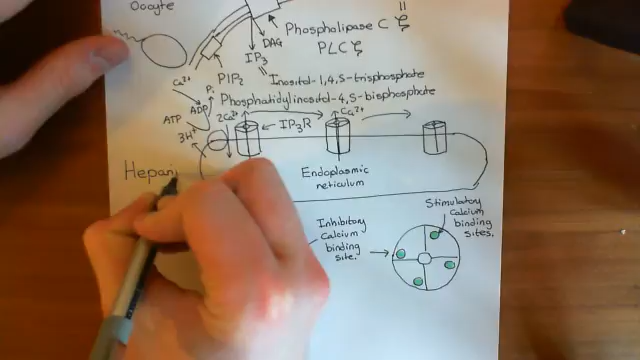 Oocyte
Phospholipase C ζ
DAG
PLC ζ
IP3
PIP2
Inositol-1,4,5-trisphosphate
Ca2+
Pi
Phosphatidylinositol-4,5-bisphosphate
ADP
ATP
2Ca2+
IP3R
Ca2+
3H+
Hepari
Endoplasmic
reticulum
Inhibitory
Calcium
binding
site.
Stimulatory
Calcium
binding
sites.